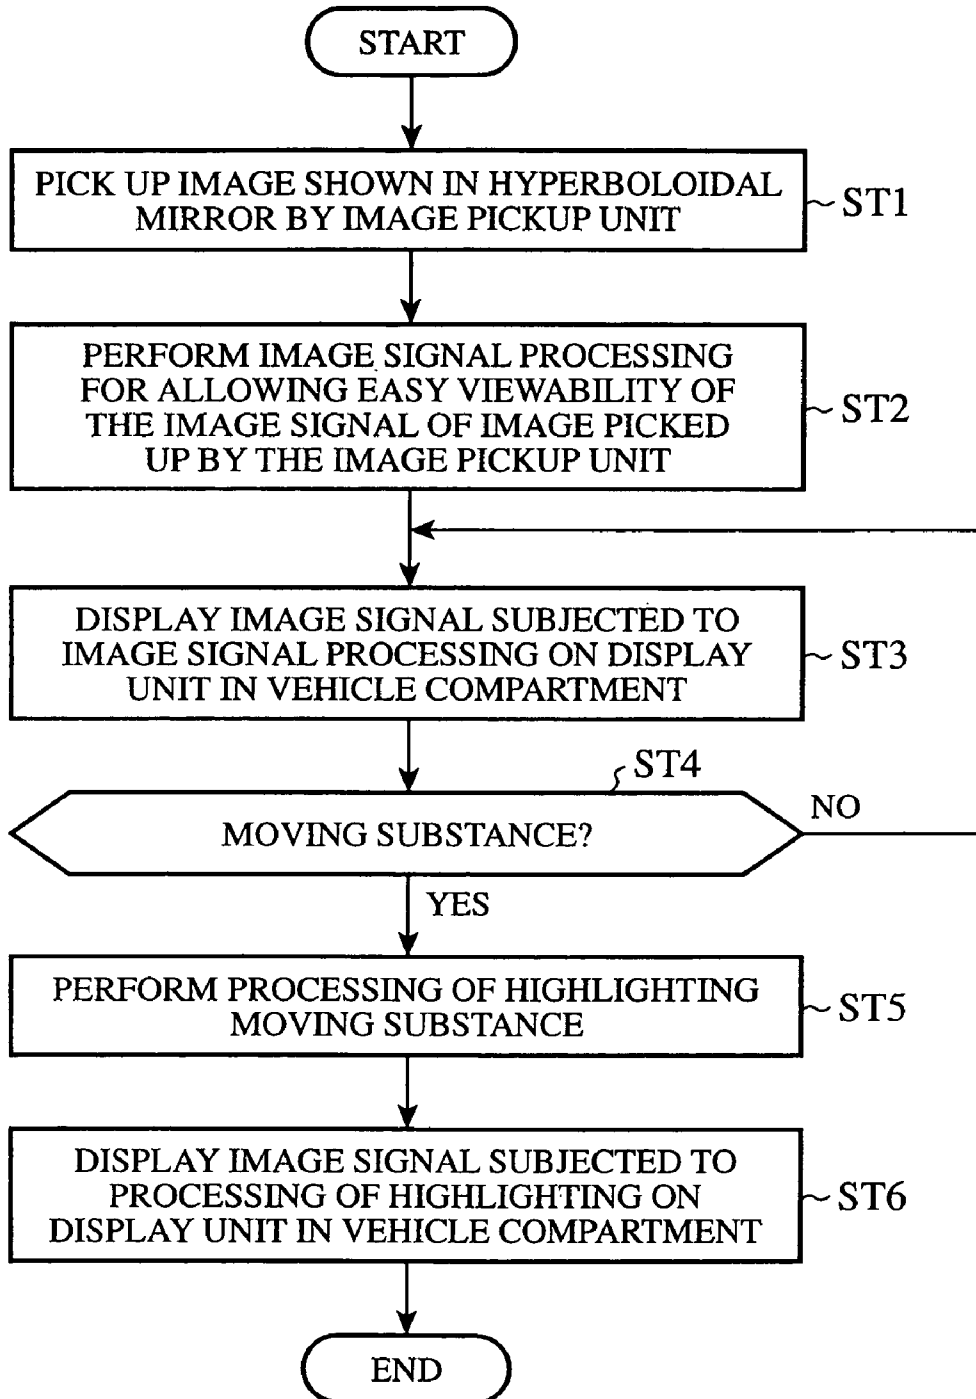 START
PICK UP IMAGE SHOWN IN HYPERBOLOIDAL
MIRROR BY IMAGE PICKUP UNIT
ST1
PERFORM IMAGE SIGNAL PROCESSING
FOR ALLOWING EASY VIEWABILITY OF
THE IMAGE SIGNAL OF IMAGE PICKED
UP BY THE IMAGE PICKUP UNIT
ST2
DISPLAY IMAGE SIGNAL SUBJECTED TO
IMAGE SIGNAL PROCESSING ON DISPLAY
UNIT IN VEHICLE COMPARTMENT
ST3
ST4
MOVING SUBSTANCE?
NO
YES
PERFORM PROCESSING OF HIGHLIGHTING
MOVING SUBSTANCE
ST5
DISPLAY IMAGE SIGNAL SUBJECTED TO
PROCESSING OF HIGHLIGHTING ON
DISPLAY UNIT IN VEHICLE COMPARTMENT
ST6
END